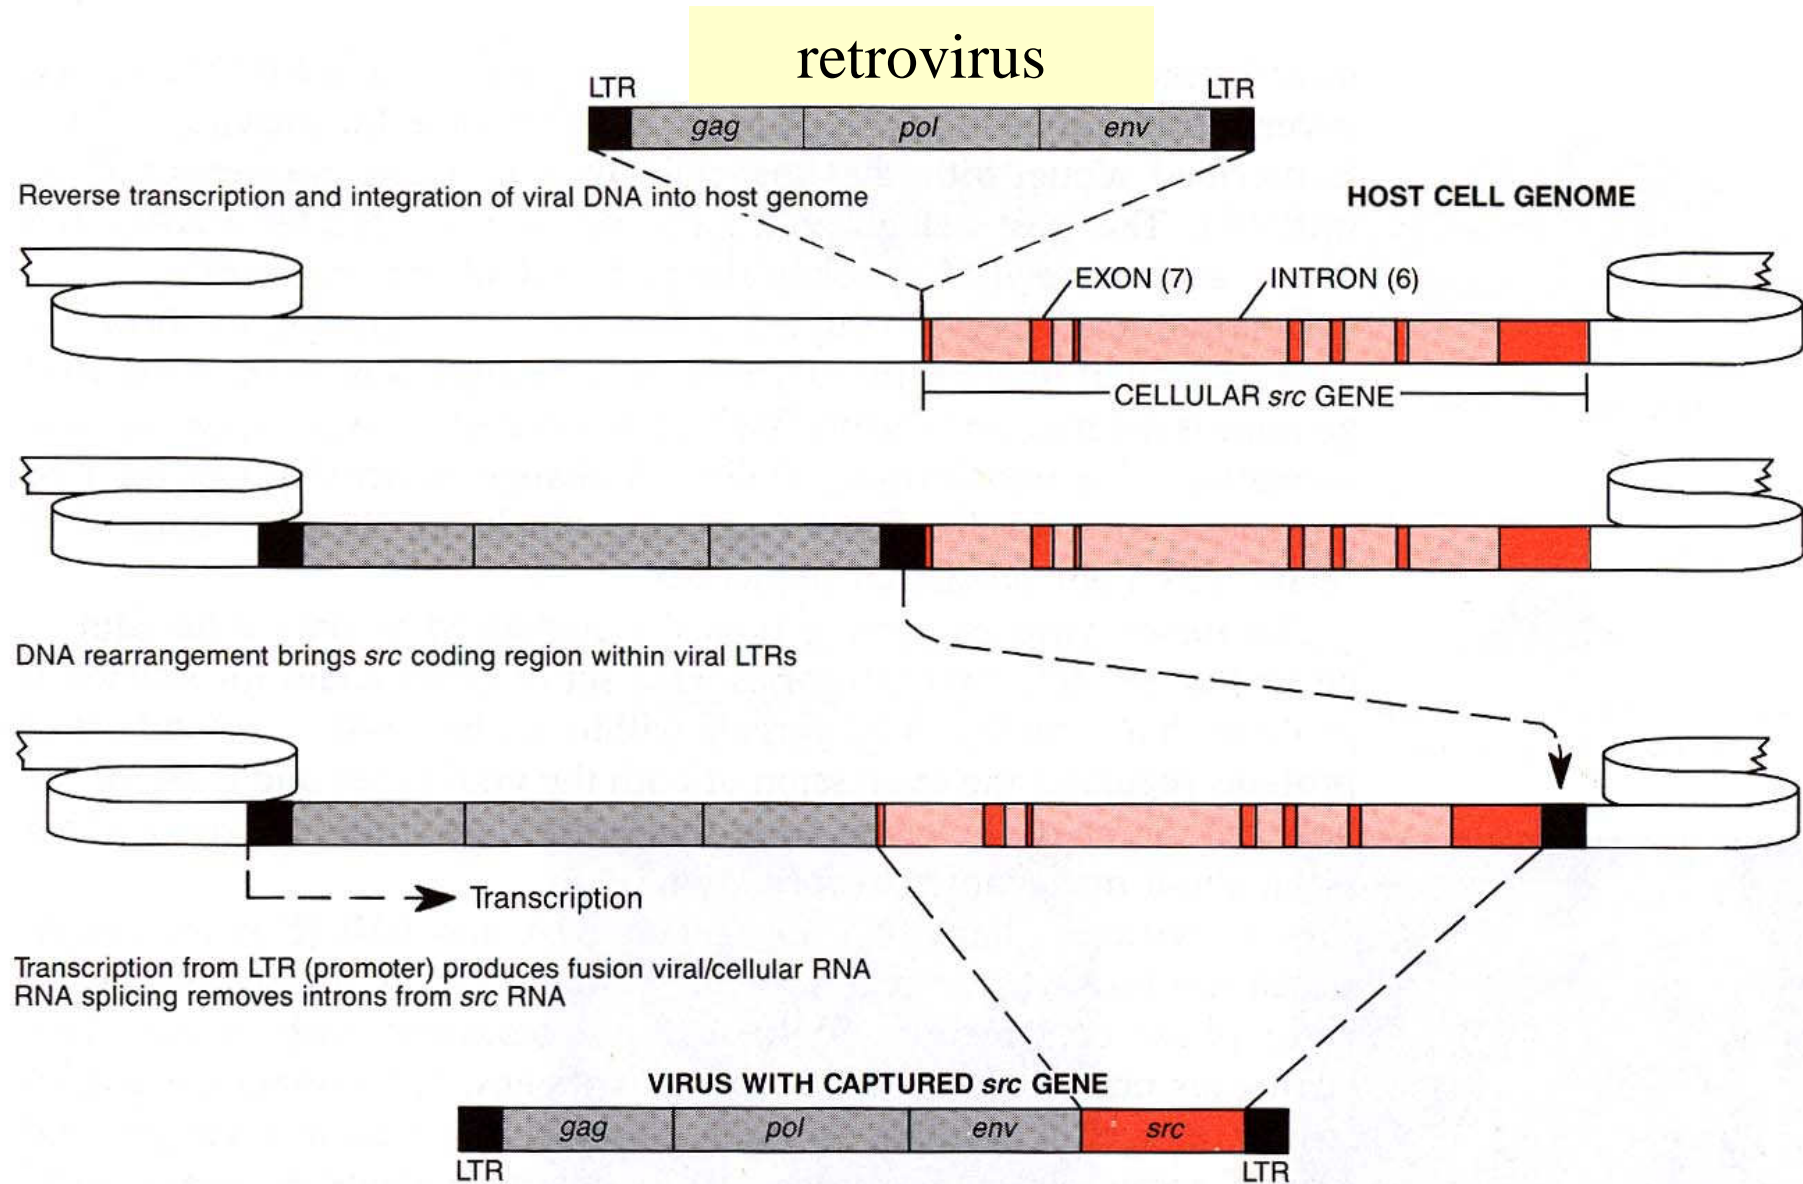 retrovirus
LTR
LTR
gag
pol
env
Reverse transcription and integration of viral DNA into host genome
HOST CELL GENOME
EXON (7)
INTRON (6)
CELLULAR src GENE
DNA rearrangement brings src coding region within viral LTRs
Transcription
Transcription from LTR (promoter) produces fusion viral/cellular RNA
RNA splicing removes introns from src RNA
VIRUS WITH CAPTURED src GENE
gag
pol
env
src
LTR
LTR